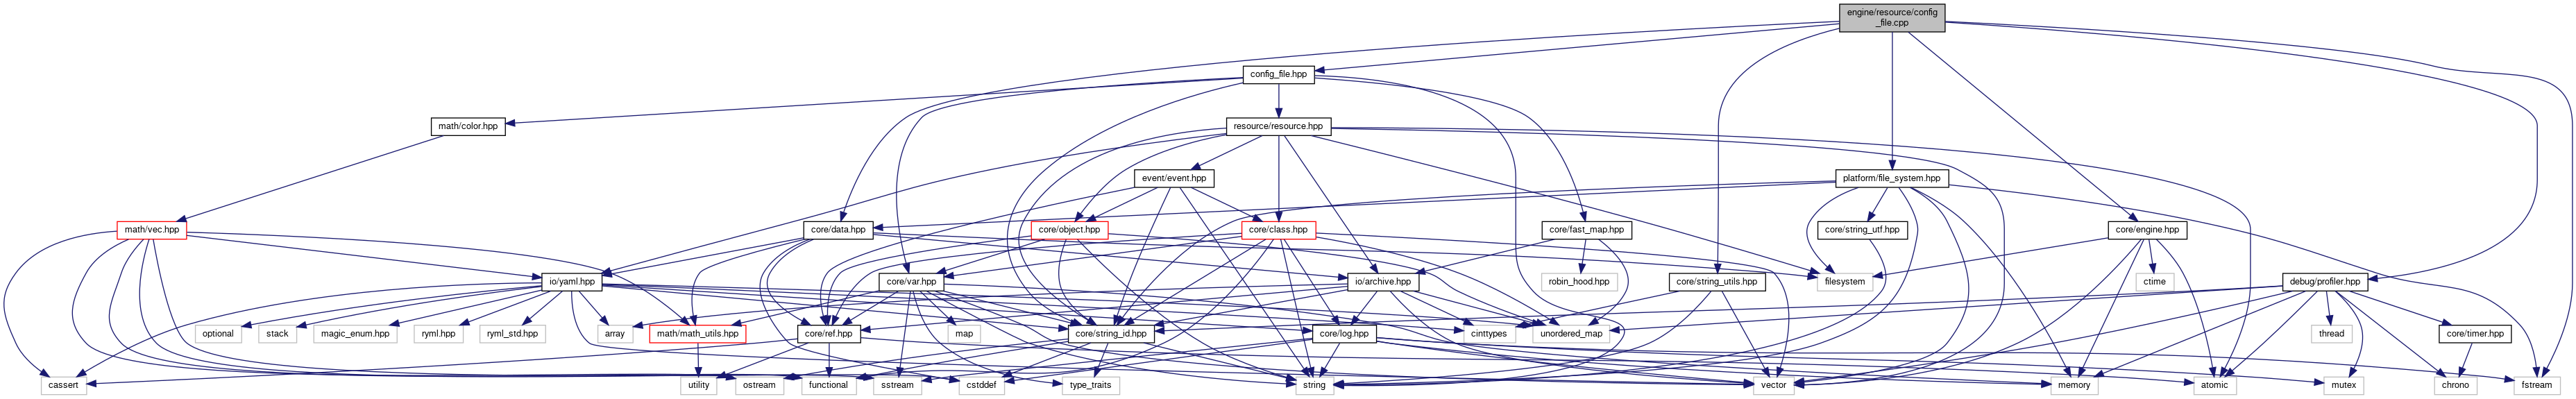 engine/resource/config
_file.cpp
config_file.hpp
math/color.hpp
resource/resource.hpp
event/event.hpp
platform/file_system.hpp
math/vec.hpp
core/data.hpp
core/object.hpp
core/class.hpp
core/fast_map.hpp
core/string_utf.hpp
core/engine.hpp
io/yaml.hpp
core/var.hpp
io/archive.hpp
robin_hood.hpp
core/string_utils.hpp
filesystem
ctime
debug/profiler.hpp
optional
stack
magic_enum.hpp
ryml.hpp
ryml_std.hpp
array
math/math_utils.hpp
core/ref.hpp
map
core/string_id.hpp
core/log.hpp
cinttypes
unordered_map
thread
core/timer.hpp
cassert
utility
ostream
functional
sstream
cstddef
type_traits
string
vector
memory
atomic
mutex
chrono
fstream